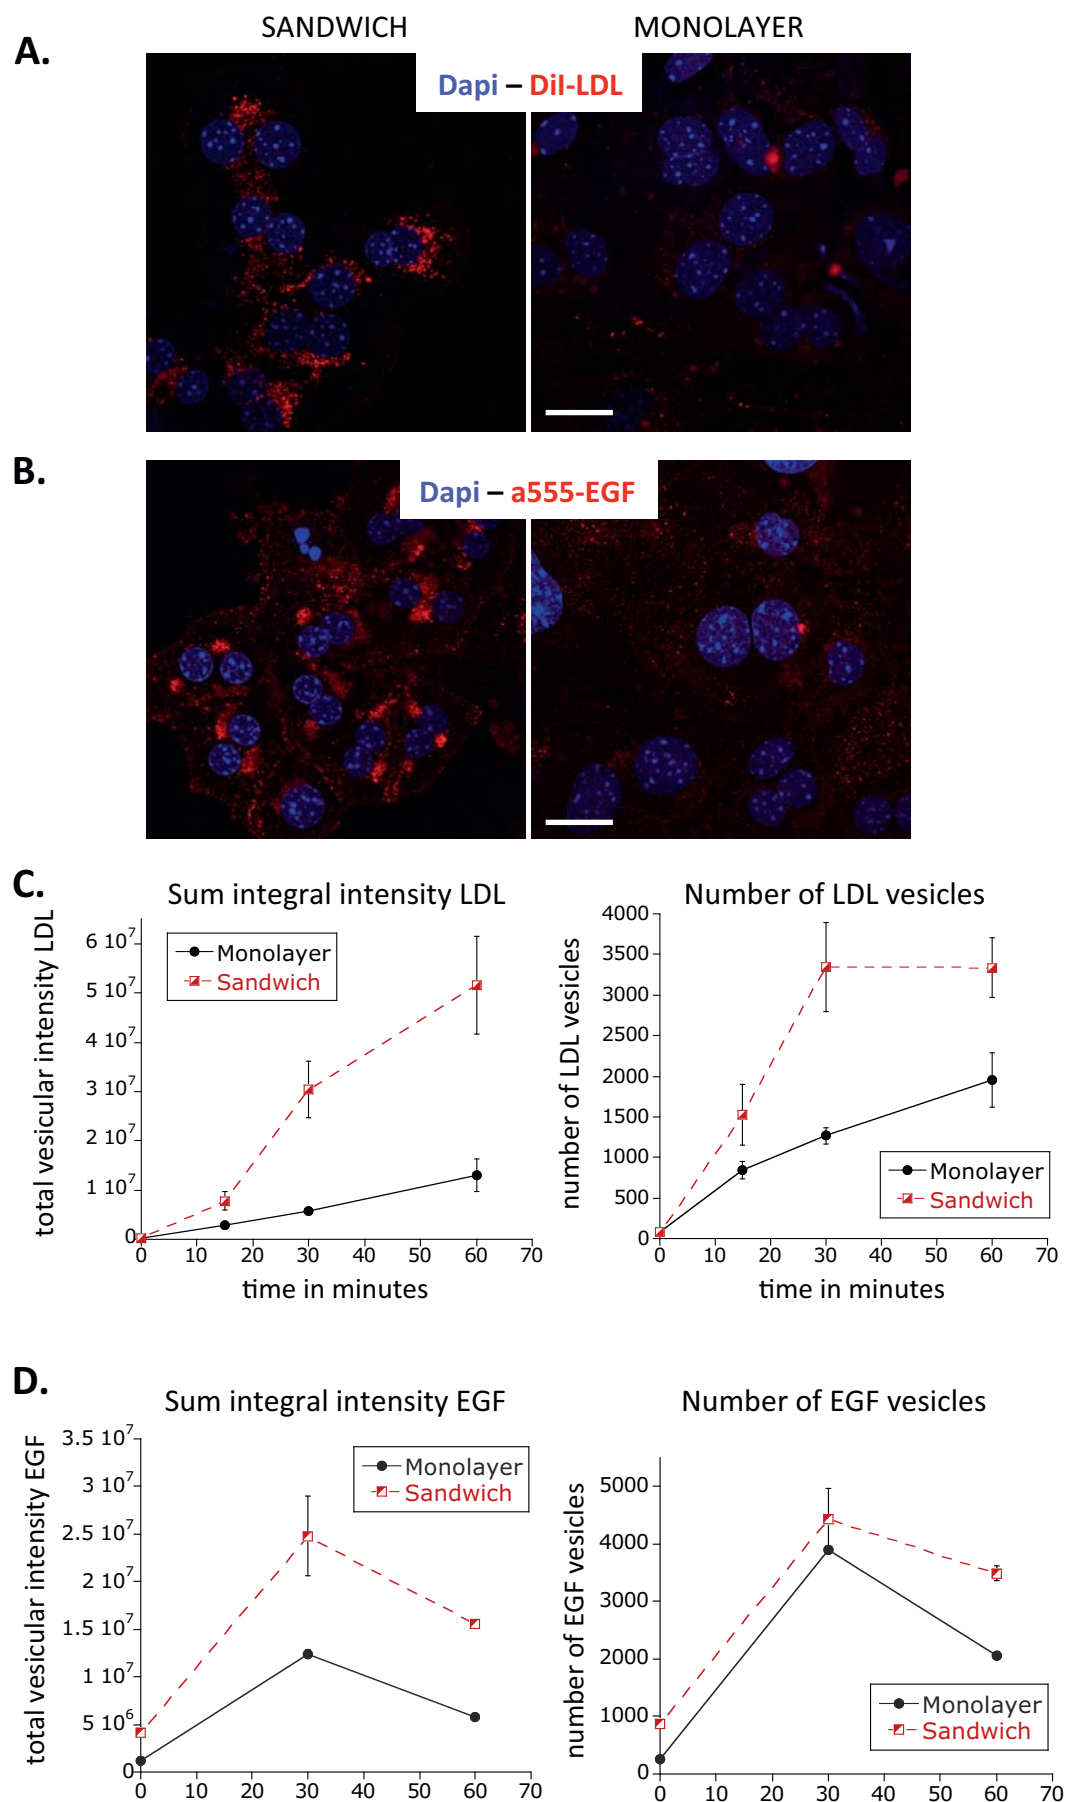 SANDWICH MONOLAYER
A.
Dapi – DiI-LDL
B.
Dapi – a555-EGF
C.
Sum integral intensity LDL
total vesicular intensity LDL
6 10⁷
5 10⁷
4 10⁷
3 10⁷
2 10⁷
1 10⁷
0
Monolayer
Sandwich
0 10 20 30 40 50 60 70
time in minutes
Number of LDL vesicles
number of LDL vesicles
4000
3500
3000
2500
2000
1500
1000
500
0
Monolayer
Sandwich
0 10 20 30 40 50 60 70
time in minutes
D.
Sum integral intensity EGF
total vesicular intensity EGF
3.5 10⁷
3 10⁷
2.5 10⁷
2 10⁷
1.5 10⁷
1 10⁷
5 10⁶
0
Monolayer
Sandwich
0 10 20 30 40 50 60 70
Number of EGF vesicles
number of EGF vesicles
5000
4000
3000
2000
1000
0
Monolayer
Sandwich
0 10 20 30 40 50 60 70